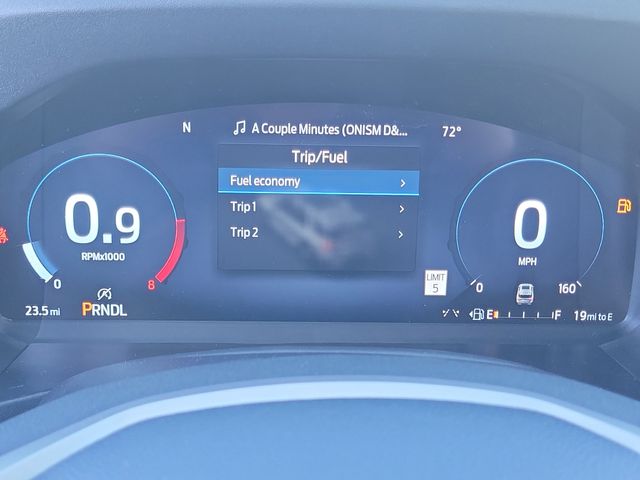 N
A Couple Minutes (ONISM D&...
72°
Trip/Fuel
Fuel economy
Trip 1
Trip 2
0.9
RPMx1000
0
8
0
MPH
0
160
LIMIT
5
23.5 mi
PRNDL
E
F
19 mi to E